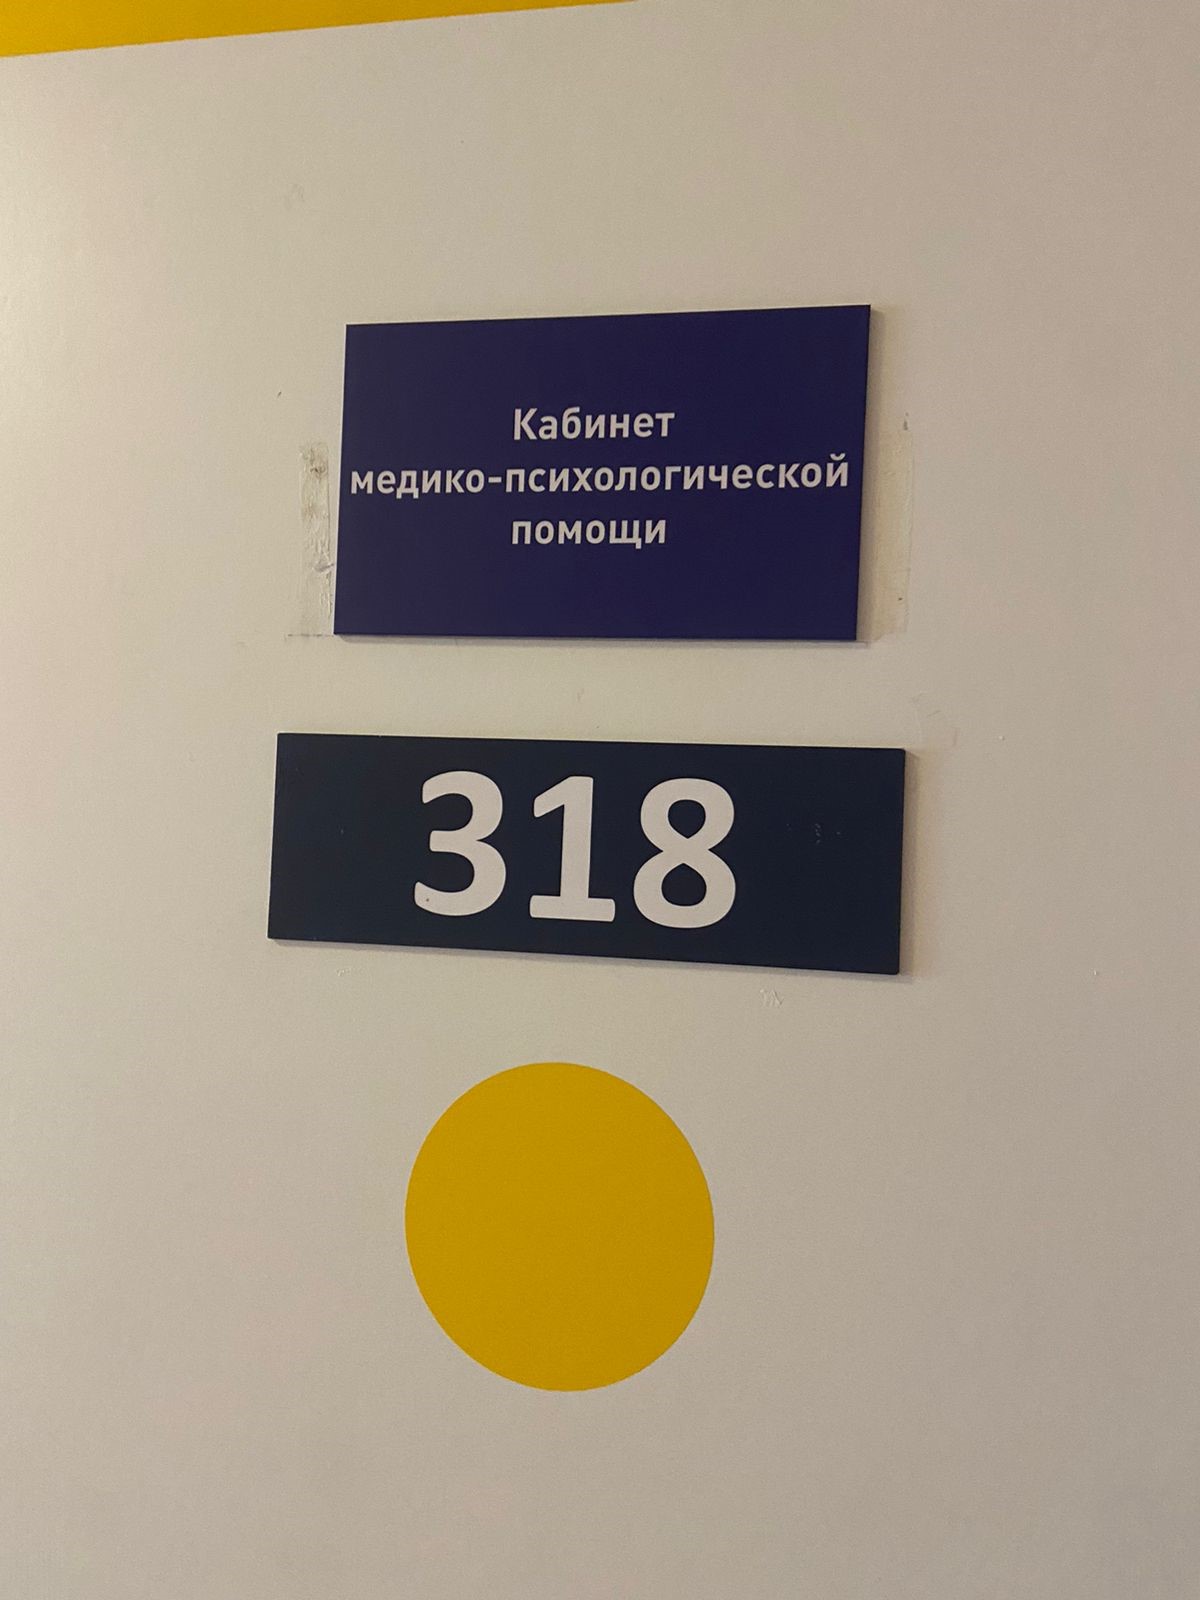 Кабинет
медико-психологической
помощи
318